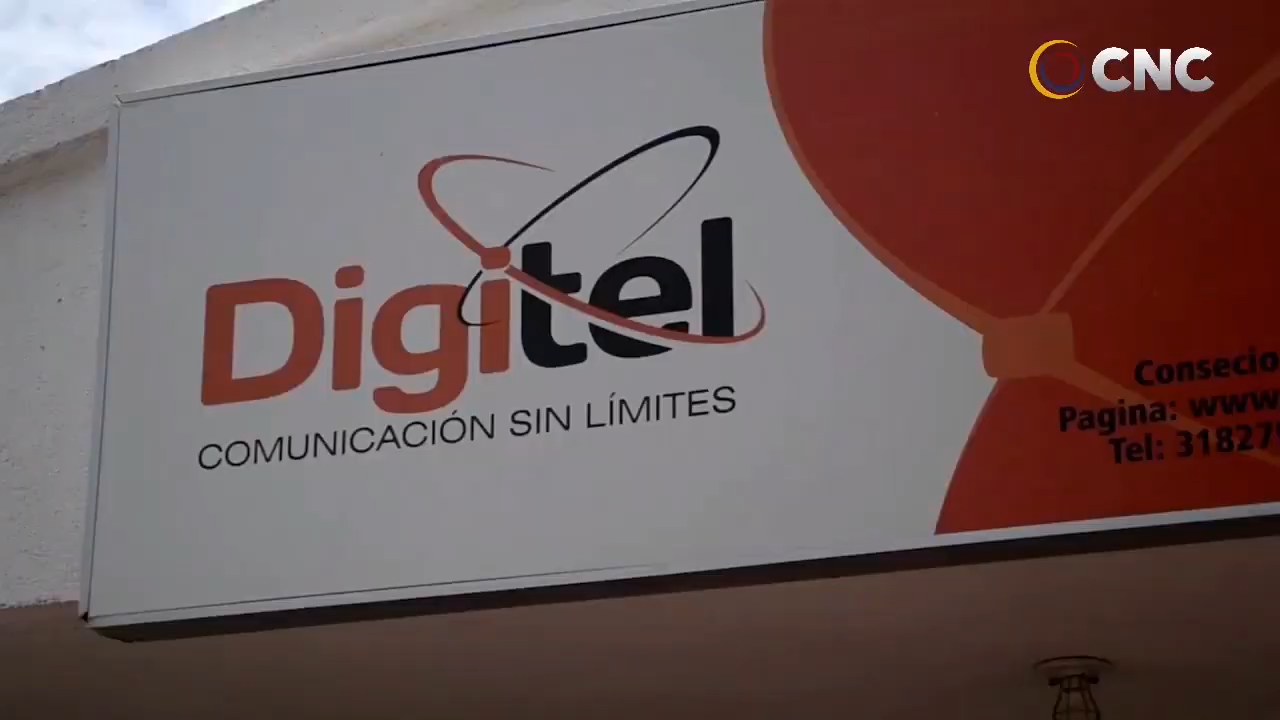 CNC
Digitel
COMUNICACIÓN SIN LÍMITES
Consecio
Pagina: www.
Tel: 31827